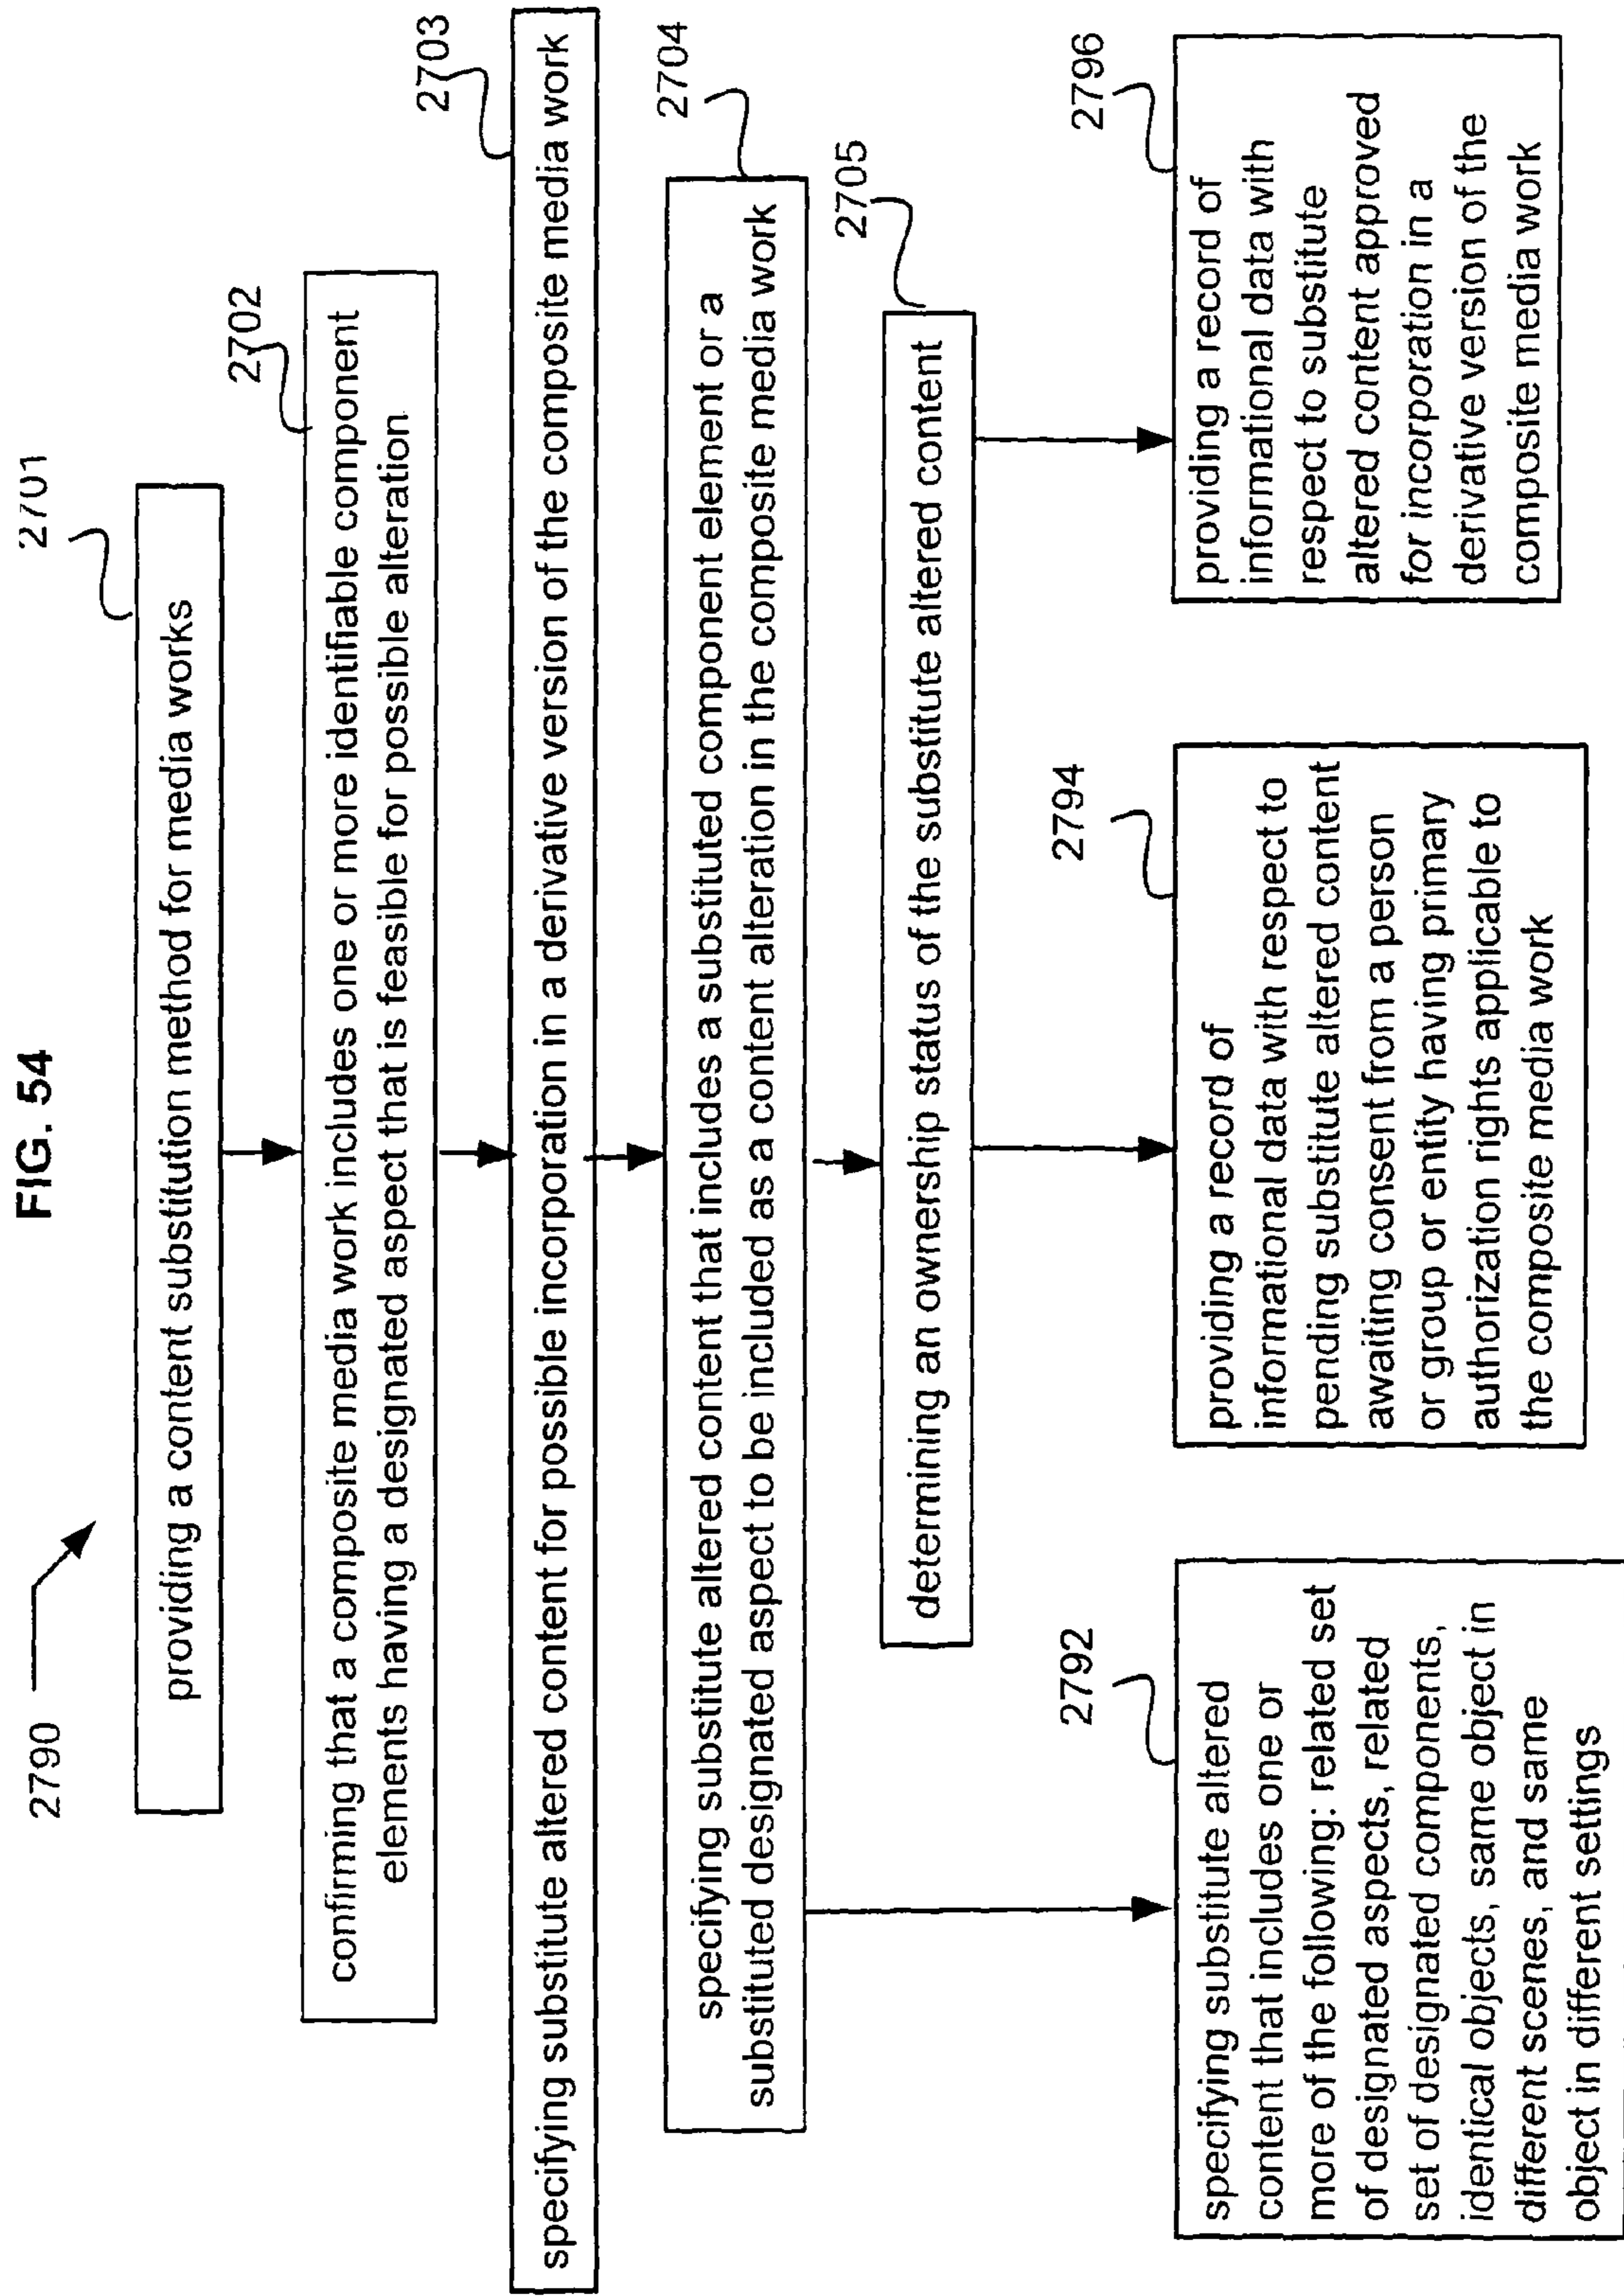 FIG. 54
2790
2701
providing a content substitution method for media works
2702
confirming that a composite media work includes one or more identifiable component
elements having a designated aspect that is feasible for possible alteration
2703
specifying substitute altered content for possible incorporation in a derivative version of the composite media work
2704
specifying substitute altered content that includes a substituted component element or a
substituted designated aspect to be included as a content alteration in the composite media work
2705
determining an ownership status of the substitute altered content
2792
specifying substitute altered
content that includes one or
more of the following: related set
of designated aspects, related
set of designated components,
identical objects, same object in
different scenes, and same
object in different settings
2794
providing a record of
informational data with respect to
pending substitute altered content
awaiting consent from a person
or group or entity having primary
authorization rights applicable to
the composite media work
2796
providing a record of
informational data with
respect to substitute
altered content approved
for incorporation in a
derivative version of the
composite media work